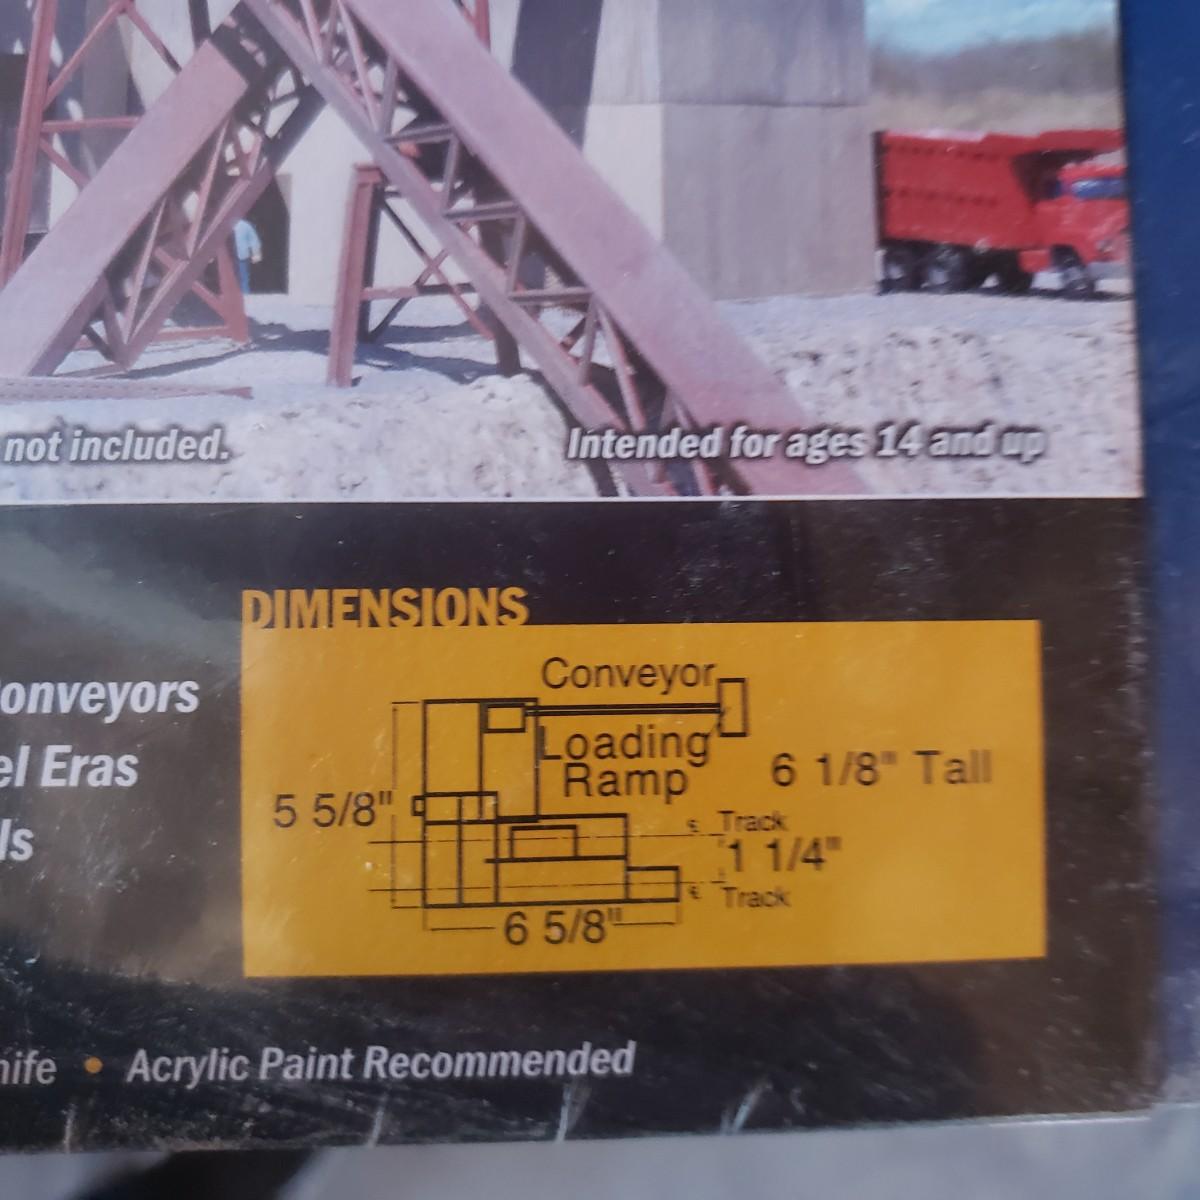 not included.
Intended for ages 14 and up
DIMENSIONS
Conveyor
Loading
Ramp
6 1/8" Tall
5 5/8"
℄ Track
1 1/4"
℄ Track
6 5/8"
onveyors
el Eras
ls
nife • Acrylic Paint Recommended